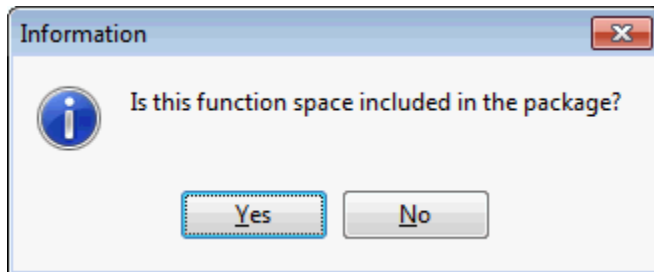 Information
Is this function space included in the package?
Yes
No